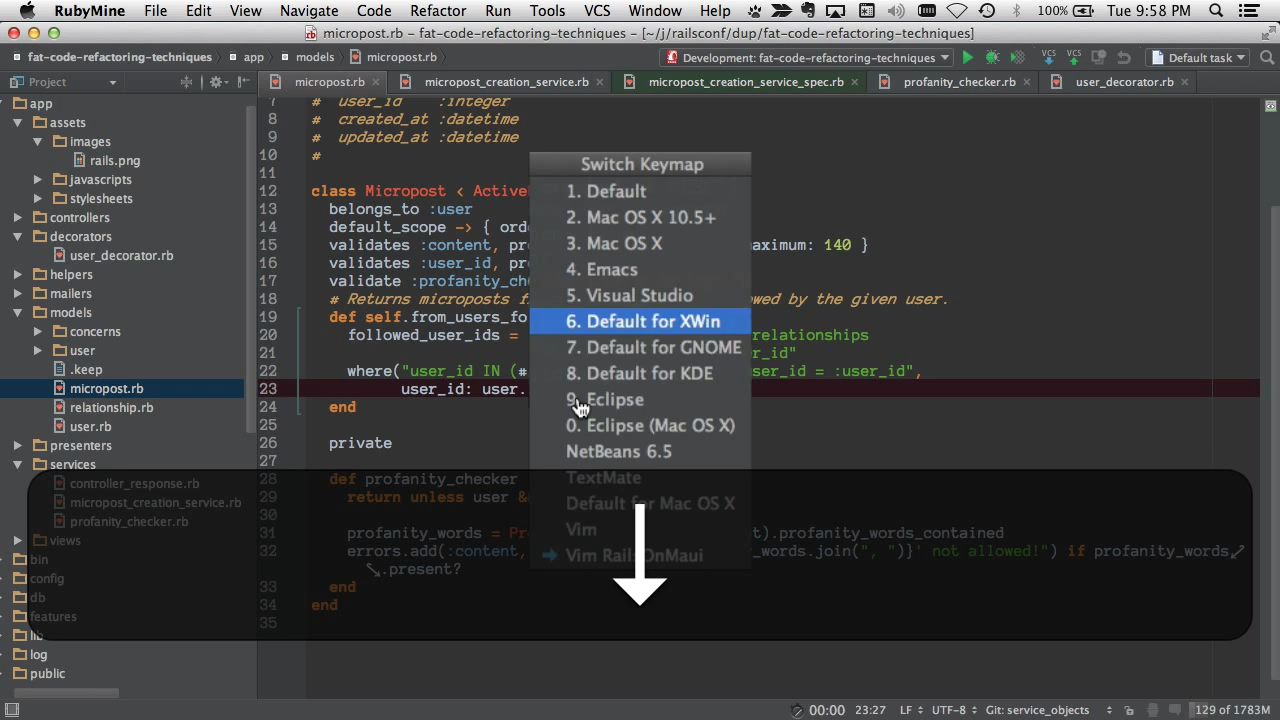 RubyMine File Edit View Navigate Code Refactor Run Tools VCS Window Help 100% Tue 9:58 PM
micropost.rb – fat-code-refactoring-techniques – [~/j/railsconf/dup/fat-code-refactoring-techniques]
fat-code-refactoring-techniques app models micropost.rb Development: fat-code-refactoring-techniques VCS VCS Default task
Project micropost.rb micropost_creation_service.rb micropost_creation_service_spec.rb profanity_checker.rb user_decorator.rb
app
assets
images
rails.png
javascripts
stylesheets
controllers
decorators
user_decorator.rb
helpers
mailers
models
concerns
user
.keep
micropost.rb
relationship.rb
user.rb
presenters
services
controller_response.rb
micropost_creation_service.rb
profanity_checker.rb
views
bin
config
db
features
lib
log
public
7 # user_id :integer
8 # created_at :datetime
9 # updated_at :datetime
10 #
11
12 class Micropost < Active
13 belongs_to :user
14 default_scope -> { ord
15 validates :content, pr aximum: 140 }
16 validates :user_id, pr
17 validate :profanity_ch
18 # Returns microposts f owed by the given user.
19 def self.from_users_fo
20 followed_user_ids = relationships
21 r_id"
22 where("user_id IN (# user_id = :user_id",
23 user_id: user.
24 end
25
26 private
27
28 def profanity_checker
29 return unless user &
30
31 profanity_words = Pr t).profanity_words_contained
32 errors.add(:content, _words.join(", ")}' not allowed!") if profanity_words
.present?
33 end
34 end
35
Switch Keymap
1. Default
2. Mac OS X 10.5+
3. Mac OS X
4. Emacs
5. Visual Studio
6. Default for XWin
7. Default for GNOME
8. Default for KDE
9. Eclipse
0. Eclipse (Mac OS X)
NetBeans 6.5
TextMate
Default for Mac OS X
Vim
Vim OnMaui
00:00 23:27 LF UTF-8 Git: service_objects 129 of 1783M